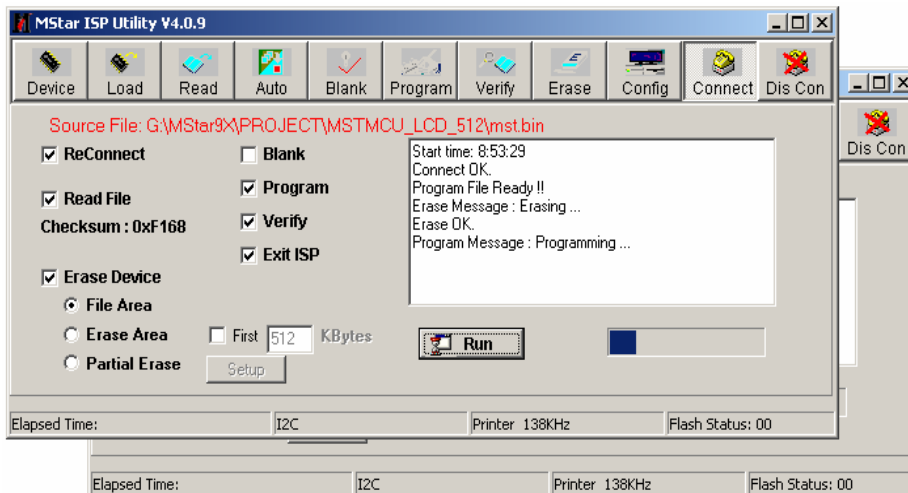 MStar ISP Utility V4.0.9
Device Load Read Auto Blank Program Verify Erase Config Connect Dis Con
Dis Con
Source File: G:\MStar9X\PROJECT\MSTMCU_LCD_512\mst.bin
ReConnect
Blank
Read File
Program
Checksum : 0xF168
Verify
Exit ISP
Erase Device
File Area
Erase Area
First 512 KBytes
Partial Erase
Setup
Start time: 8:53:29
Connect OK.
Program File Ready !!
Erase Message : Erasing ...
Erase OK.
Program Message : Programming ...
Run
Elapsed Time: I2C Printer 138KHz Flash Status: 00
Elapsed Time: I2C Printer 138KHz Flash Status: 00